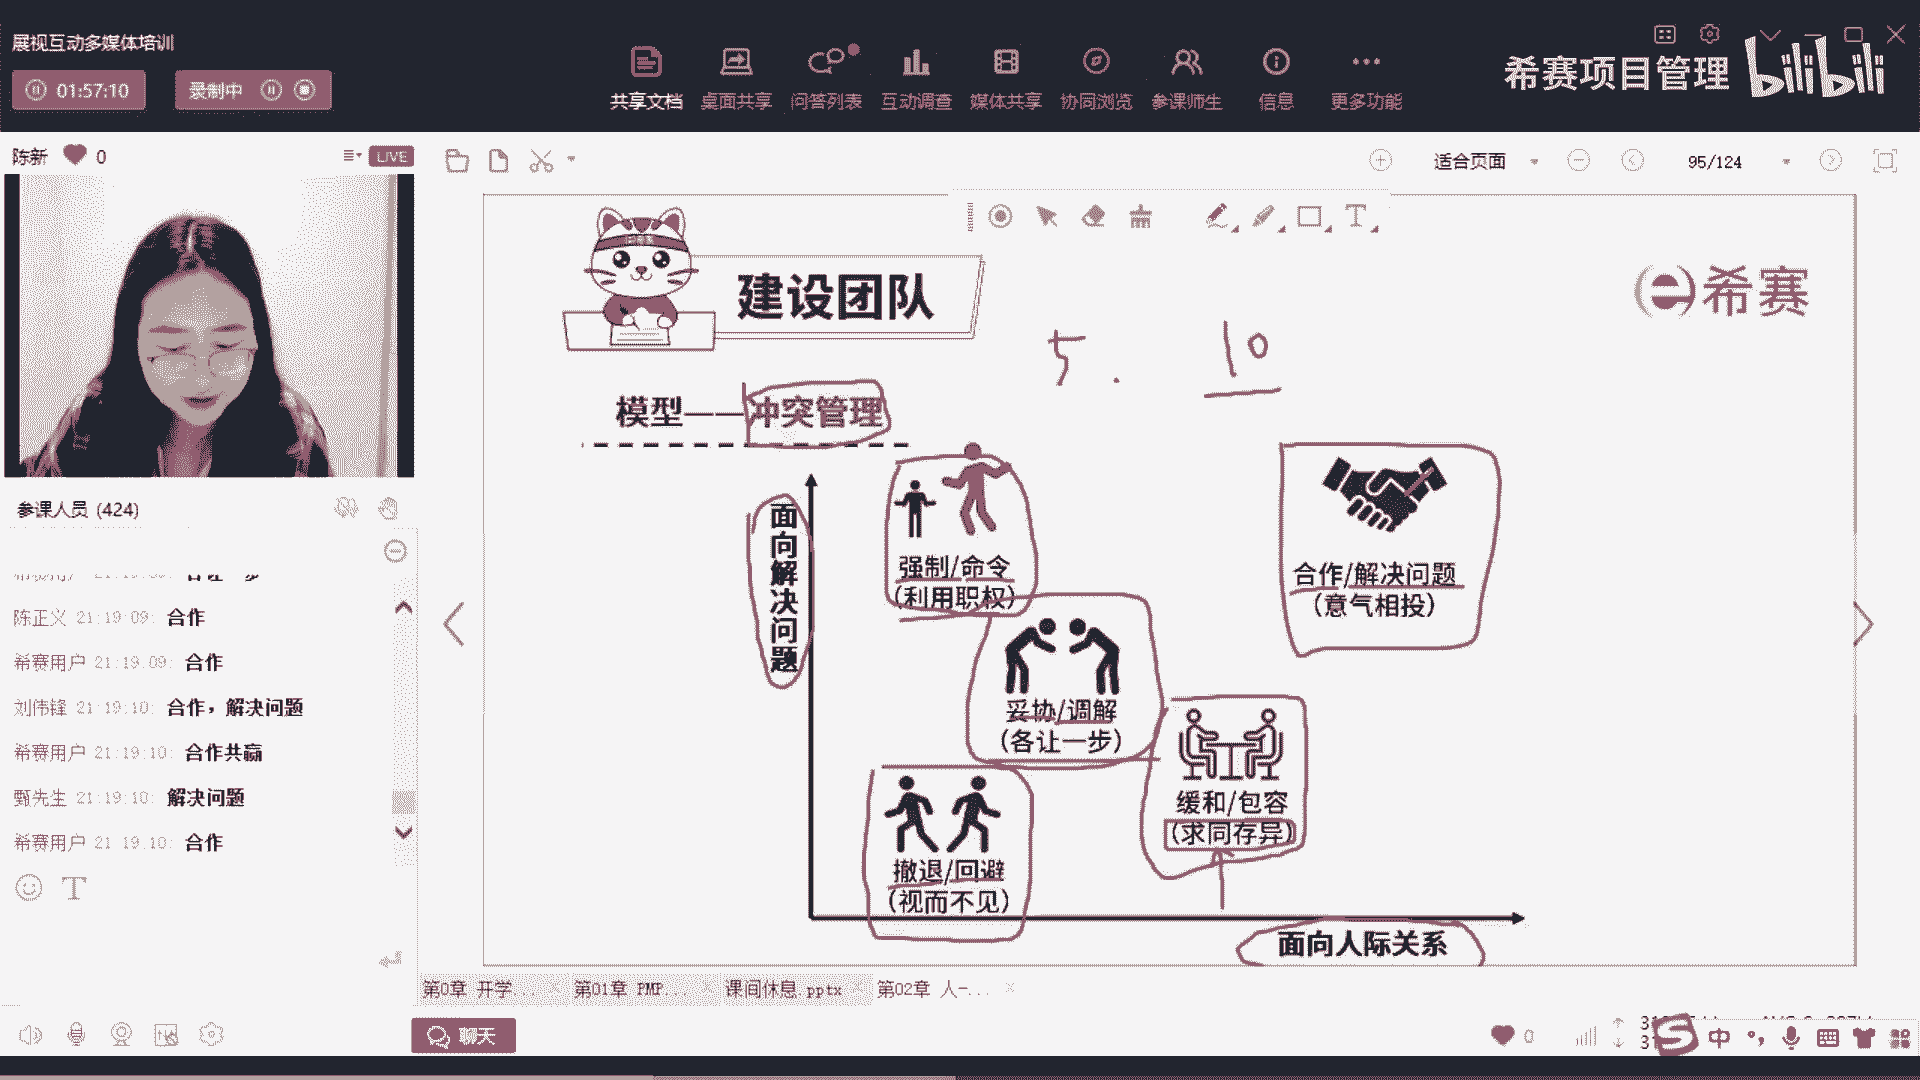 展视互动多媒体培训
01:57:10
录制中
共享文档 桌面共享 问答列表 互动调查 媒体共享 协同浏览 参课师生 信息 更多功能
希赛项目管理 bilibili
陈新 0 LIVE
适合页面 95/124
建设团队
希赛
5. 10
模型——冲突管理
面向解决问题
强制/命令
(利用职权)
合作/解决问题
(意气相投)
妥协/调解
(各让一步)
缓和/包容
(求同存异)
撤退/回避
(视而不见)
面向人际关系
参课人员 (424)
陈正义 21:19:09: 合作
希赛用户 21:19:09: 合作
刘伟锋 21:19:10: 合作，解决问题
希赛用户 21:19:10: 合作共赢
甄先生 21:19:10: 解决问题
希赛用户 21:19:10: 合作
T
第0章 开学... 第01章 PMP... 课间休息.pptx 第02章 人-...
聊天
0
中